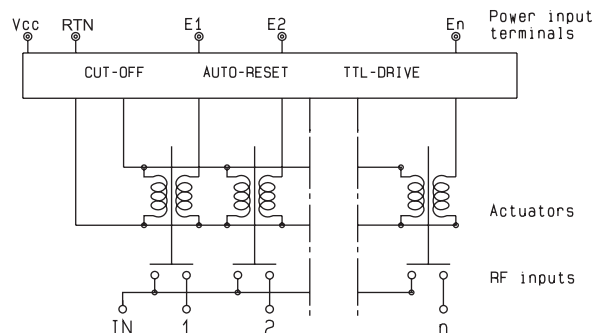 Vcc RTN E1 E2 En Power input
terminals
CUT-OFF AUTO-RESET TTL-DRIVE
Actuators
RF inputs
IN 1 2 n